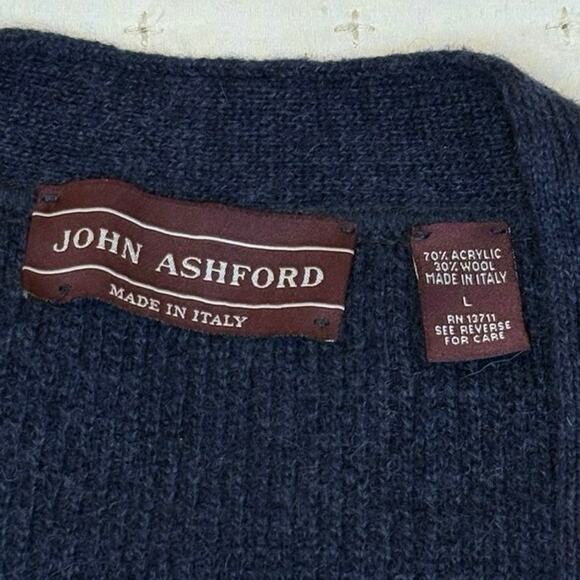 JOHN ASHFORD
MADE IN ITALY
70% ACRYLIC
30% WOOL
MADE IN ITALY
L
RN 13711
SEE REVERSE
FOR CARE